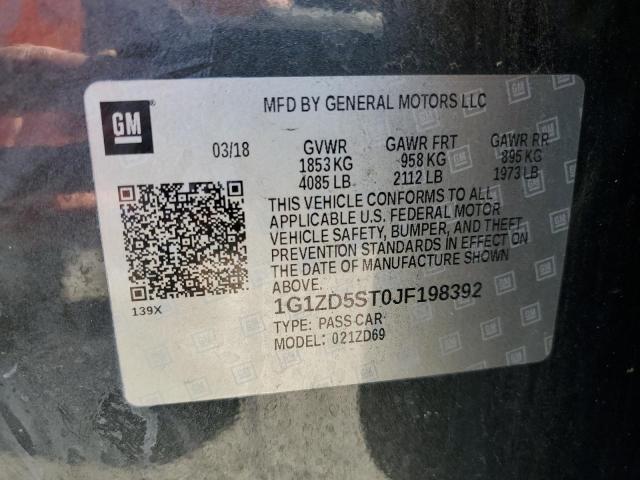 GM
MFD BY GENERAL MOTORS LLC
03/18 GVWR GAWR FRT GAWR RR
1853 KG 958 KG 895 KG
4085 LB 2112 LB 1973 LB
THIS VEHICLE CONFORMS TO ALL
APPLICABLE U.S. FEDERAL MOTOR
VEHICLE SAFETY, BUMPER, AND THEFT
PREVENTION STANDARDS IN EFFECT ON
THE DATE OF MANUFACTURE SHOWN
ABOVE.
139X
1G1ZD5ST0JF198392
TYPE: PASS CAR
MODEL: 021ZD69